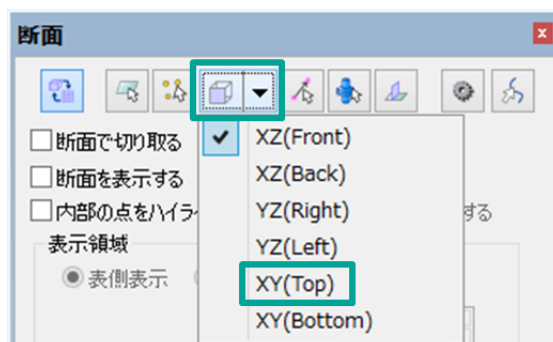 断面
断面で切り取る
XZ(Front)
断面を表示する
XZ(Back)
内部の点をハイラ
YZ(Right)
する
表示領域
YZ(Left)
表側表示
XY(Top)
XY(Bottom)